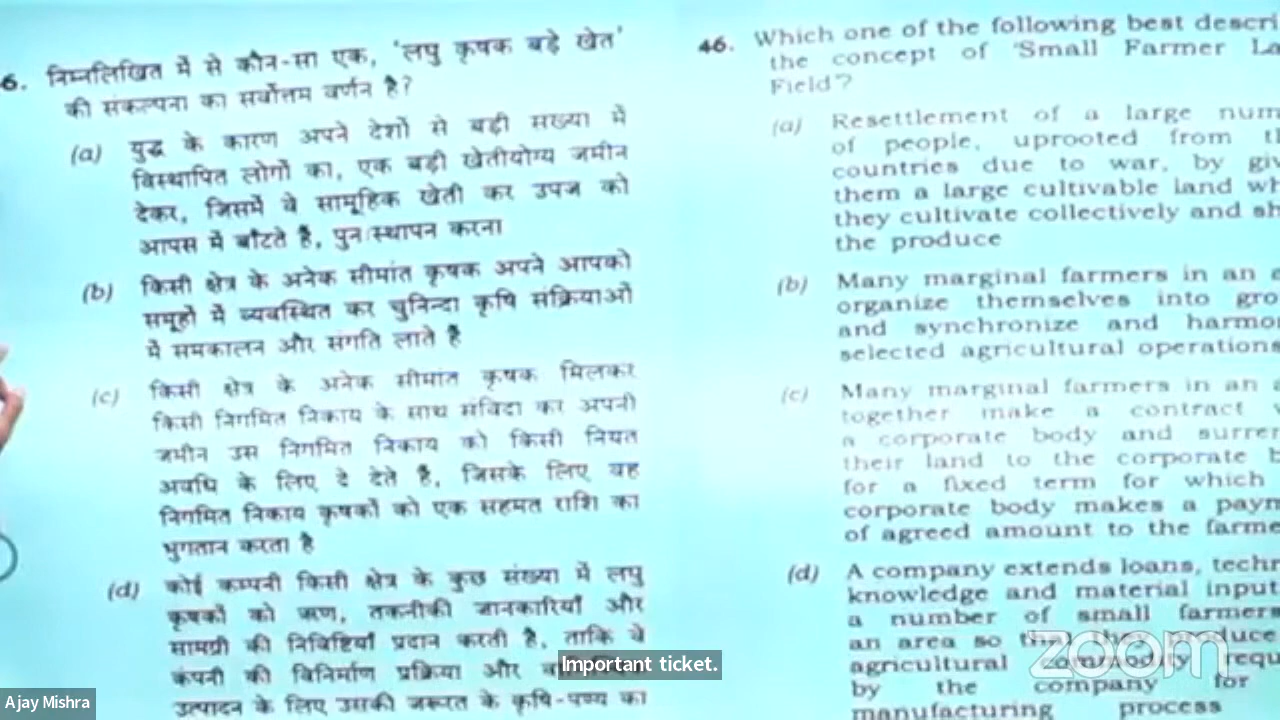 6. निम्नलिखित में से कौन-सा एक, 'लघु कृषक बड़े खेत'
की संकल्पना का सर्वोत्तम वर्णन है?
(a) युद्ध के कारण अपने देशों से बड़ी संख्या में
विस्थापित लोगों का, एक बड़ी खेतीयोग्य जमीन
देकर, जिसमें वे सामूहिक खेती कर उपज को
आपस में बाँटते हैं, पुनःस्थापन करना
(b) किसी क्षेत्र के अनेक सीमांत कृषक अपने आपको
समूहों में व्यवस्थित कर चुनिन्दा कृषि संक्रियाओं
में समकालन और संगति लाते हैं
(c) किसी क्षेत्र के अनेक सीमांत कृषक मिलकर
किसी निगमित निकाय के साथ संविदा कर अपनी
जमीन उस निगमित निकाय को किसी नियत
अवधि के लिए दे देते हैं, जिसके लिए वह
निगमित निकाय कृषकों को एक सहमत राशि का
भुगतान करता है
(d) कोई कम्पनी किसी क्षेत्र के कुछ संख्या में लघु
कृषकों को ऋण, तकनीकी जानकारियाँ और
सामग्री की निविष्टियाँ प्रदान करती है, ताकि वे
कंपनी की विनिर्माण प्रक्रिया और
उत्पादन के लिए उसकी जरूरत के कृषि-पण्य का
46. Which one of the following best descri
the concept of 'Small Farmer La
Field?
(a) Resettlement of a large num
of people, uprooted from t
countries due to war, by giv
them a large cultivable land wh
they cultivate collectively and sh
the produce
(b) Many marginal farmers in an a
organize themselves into gro
and synchronize and harmo
selected agricultural operations
(c) Many marginal farmers in an a
together make a contract
a corporate body and surren
their land to the corporate b
for a fixed term for which
corporate body makes a paym
of agreed amount to the farme
(d) A company extends loans, techn
knowledge and material input
a number of small farmers
an area so produce
agricultural commodity requ
by the company for
manufacturing process
Important ticket.
zoom
Ajay Mishra